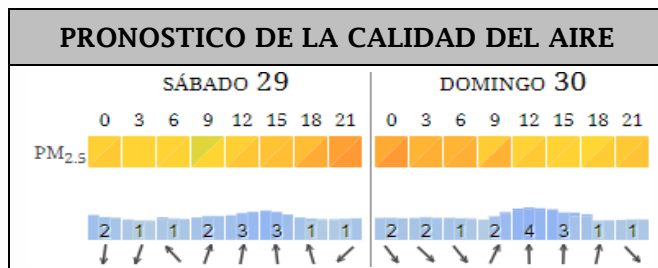 PRONOSTICO DE LA CALIDAD DEL AIRE
SÁBADO 29 DOMINGO 30
0 3 6 9 12 15 18 21 0 3 6 9 12 15 18 21
PM2.5
2 1 1 2 3 3 1 1 2 2 1 2 4 3 1 1